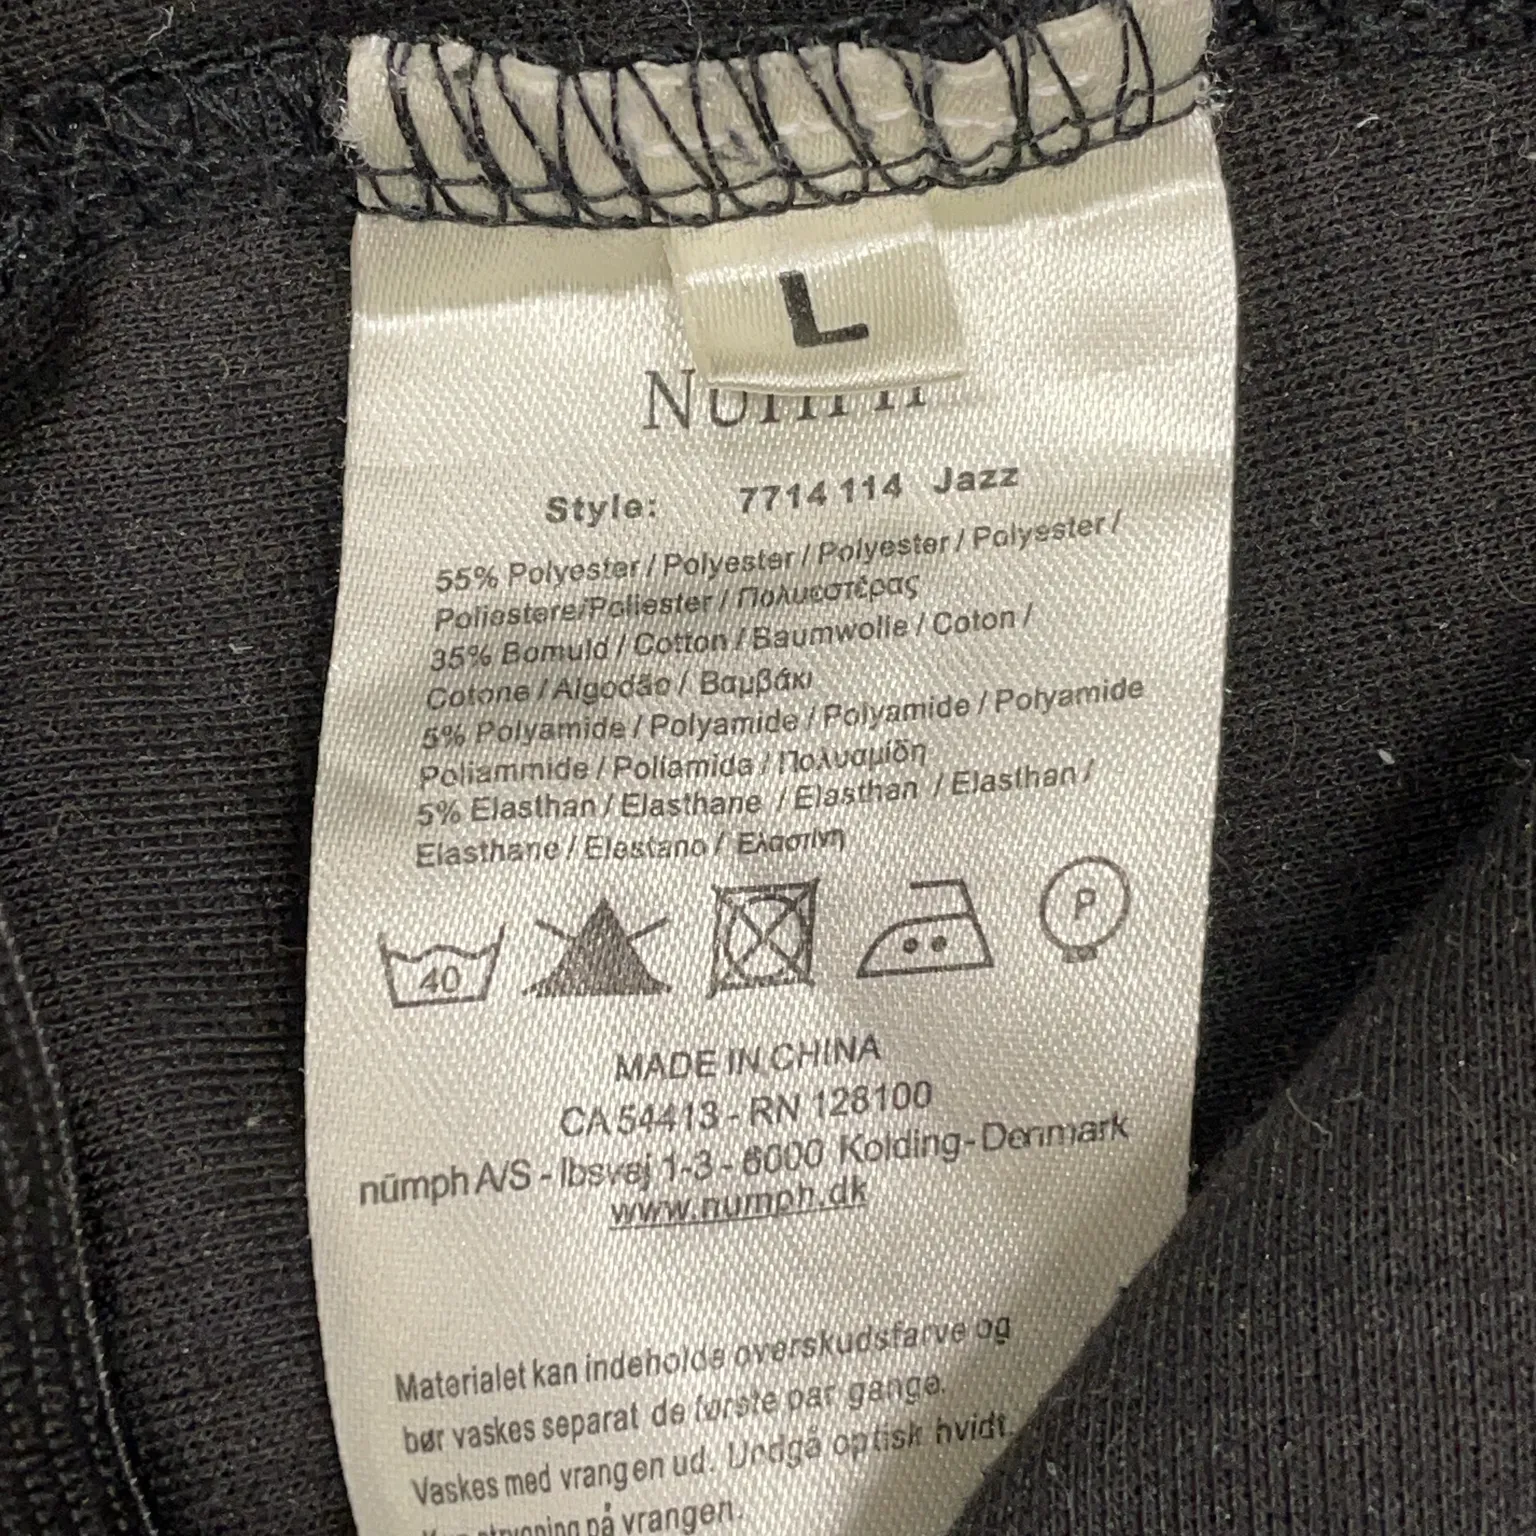 L
Nümph
Style: 7714 114 Jazz
55% Polyester / Polyester / Polyester / Polyester /
Poliestere/Poliester / Πολυεστέρας
35% Bomuld / Cotton / Baumwolle / Coton /
Cotone / Algodão / Βαμβάκι
5% Polyamide / Polyamide / Polyamide / Polyamide
Poliammide / Poliamida / Πολυαμίδη
5% Elasthan / Elasthane / Elasthan / Elasthan /
Elasthane / Elestano / Ελαστίνη
40
P
MADE IN CHINA
CA 54413 - RN 128100
nümph A/S - Ibsvej 1-3 - 6000 Kolding - Denmark
www.numph.dk
Materialet kan indeholde overskudsfarve og
bør vaskes separat de første par gange.
Vaskes med vrangen ud. Undgå optisk hvidt.
på vrangen.